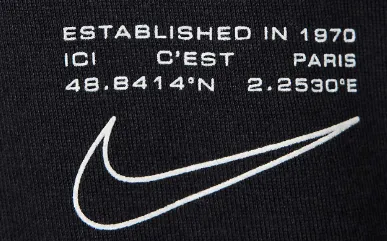 ESTABLISHED IN 1970
ICI C'EST PARIS
48.8414°N 2.2530°E